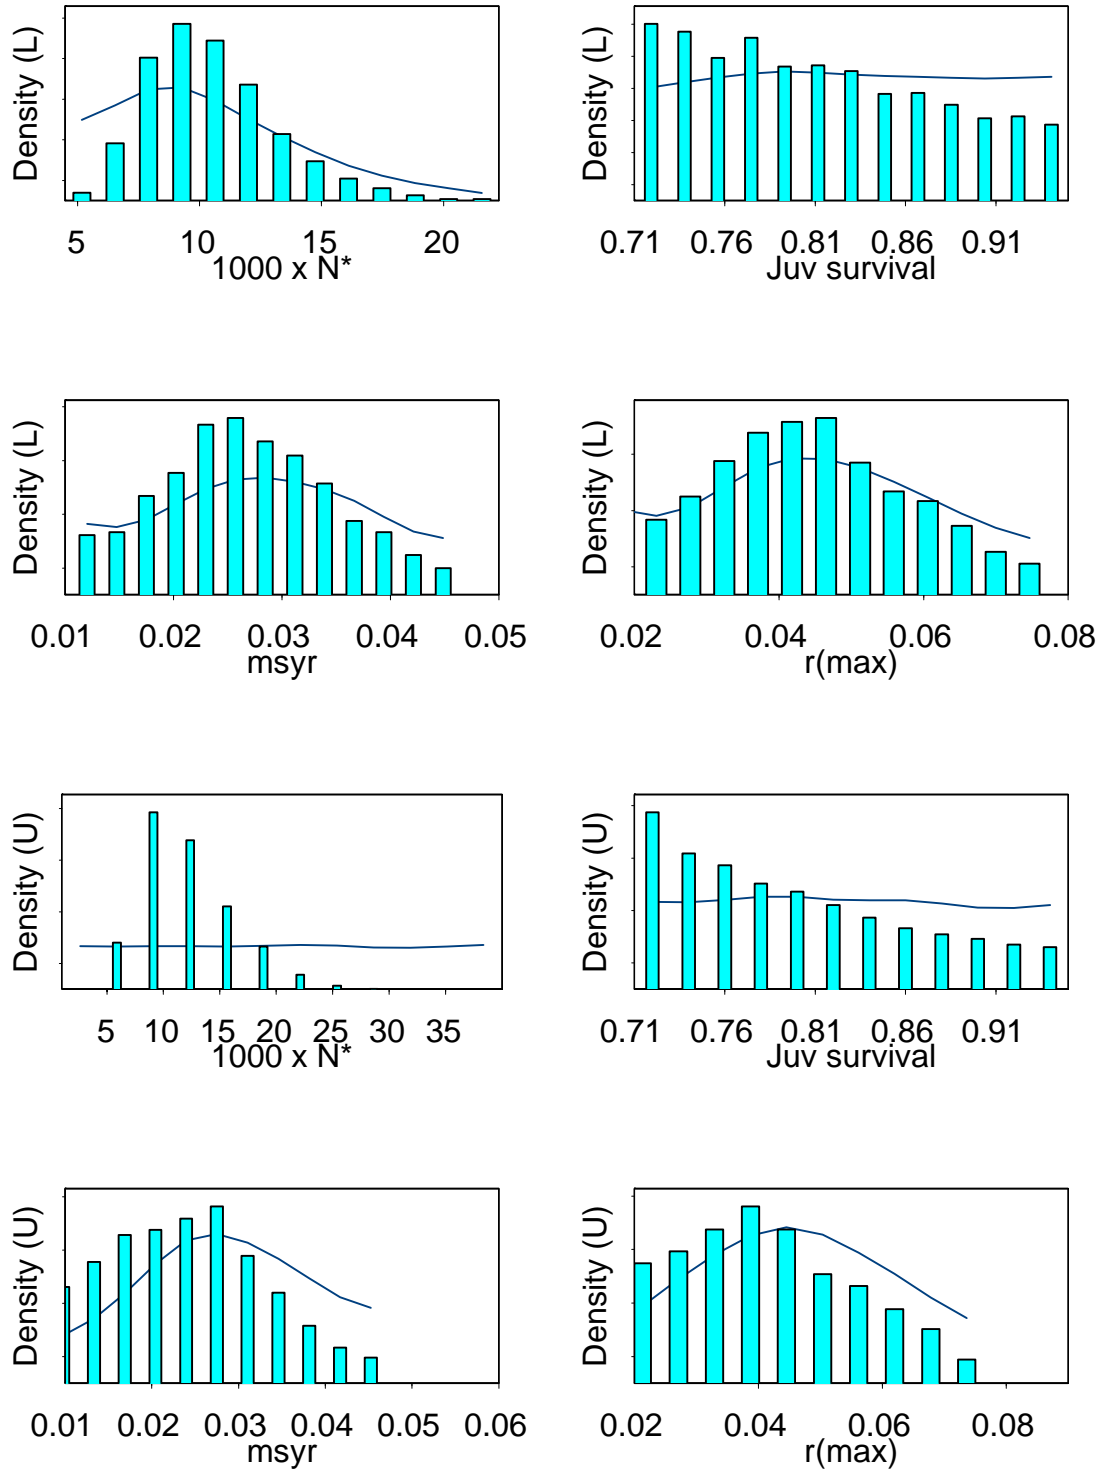 Density (L)
5 10 15 20
1000 x N*
Density (L)
0.71 0.76 0.81 0.86 0.91
Juv survival
Density (L)
0.01 0.02 0.03 0.04 0.05
msyr
Density (L)
0.02 0.04 0.06 0.08
r(max)
Density (U)
5 10 15 20 25 30 35
1000 x N*
Density (U)
0.71 0.76 0.81 0.86 0.91
Juv survival
Density (U)
0.01 0.02 0.03 0.04 0.05 0.06
msyr
Density (U)
0.02 0.04 0.06 0.08
r(max)